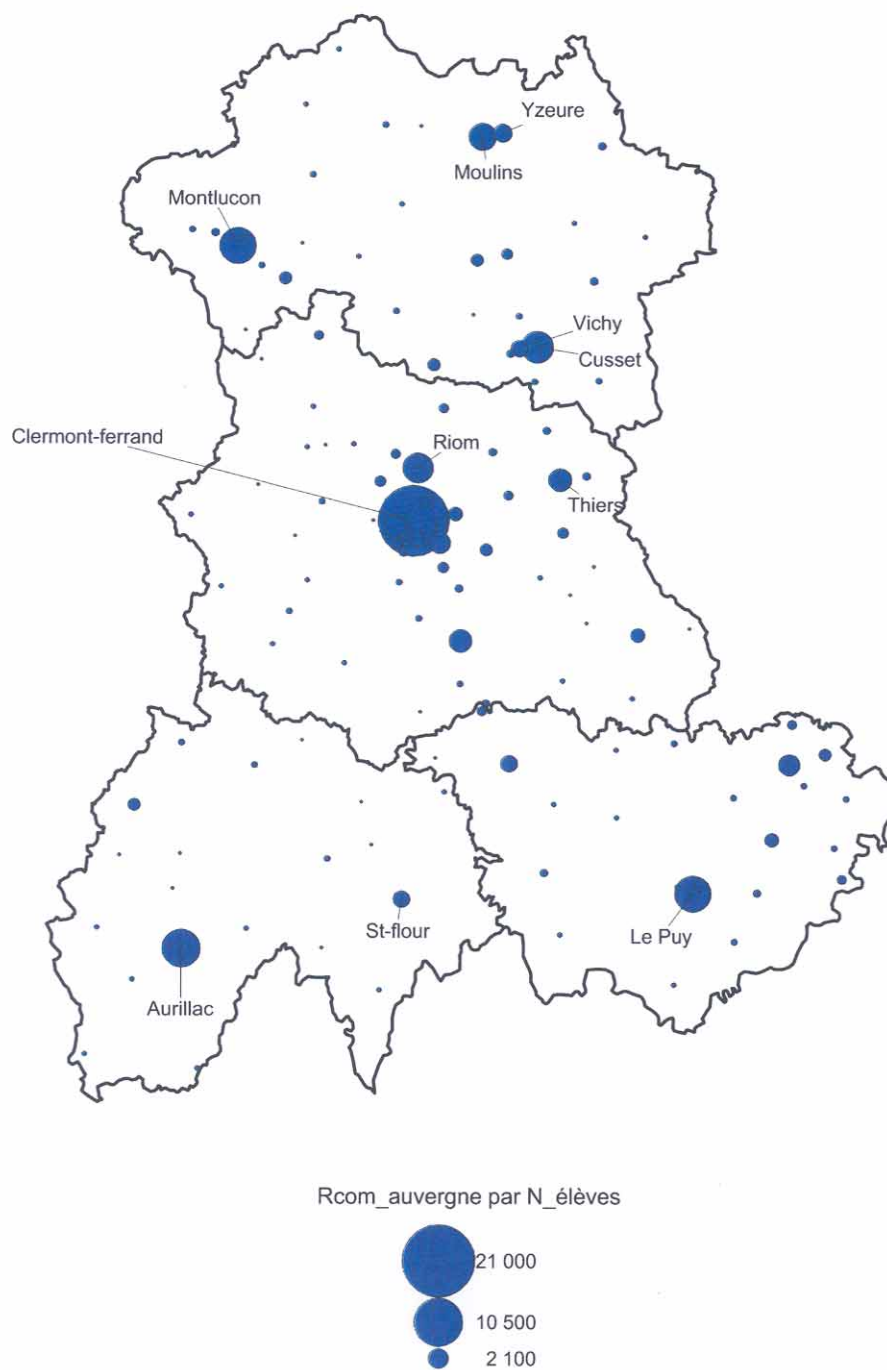 Yzeure
Moulins
Montlucon
Vichy
Cusset
Clermont-ferrand
Riom
Thiers
St-flour
Le Puy
Aurillac
Rcom_auvergne par N_élèves
21 000
10 500
2 100